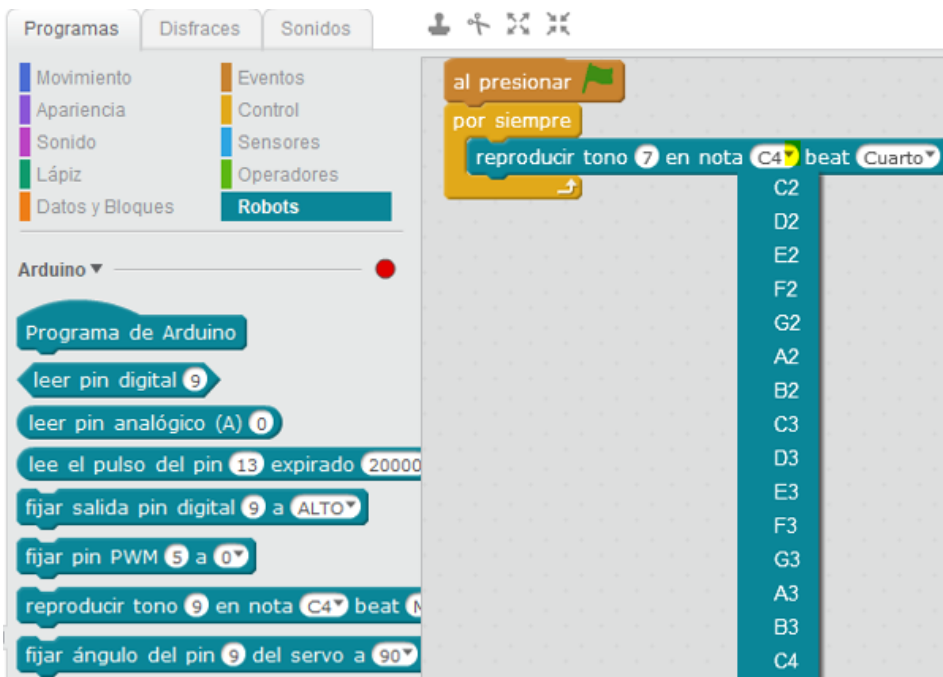 Programas Disfraces Sonidos
Movimiento Eventos
Apariencia Control
Sonido Sensores
Lápiz Operadores
Datos y Bloques Robots
Arduino
Programa de Arduino
leer pin digital 9
leer pin analógico (A) 0
lee el pulso del pin 13 expirado 20000
fijar salida pin digital 9 a ALTO
fijar pin PWM 5 a 0
reproducir tono 9 en nota C4 beat
fijar ángulo del pin 9 del servo a 90
al presionar
por siempre
reproducir tono 7 en nota C4 beat Cuarto
C2
D2
E2
F2
G2
A2
B2
C3
D3
E3
F3
G3
A3
B3
C4